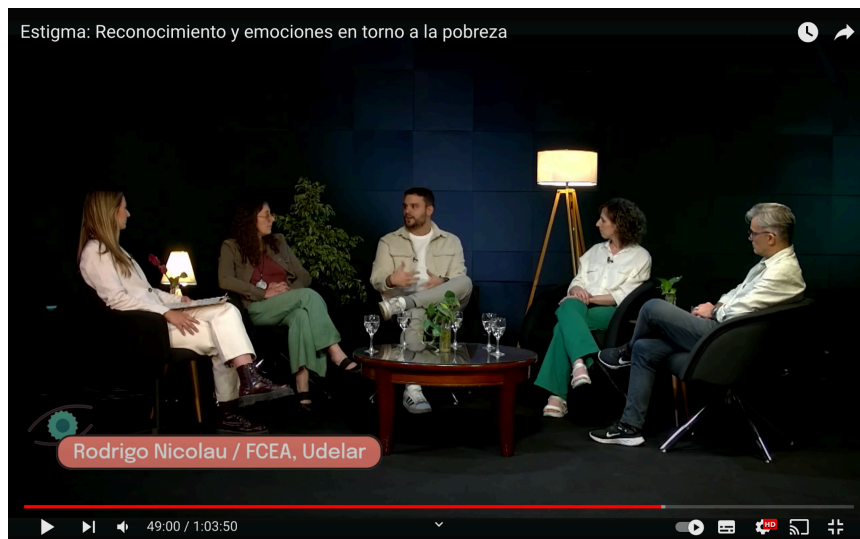 Estigma: Reconocimiento y emociones en torno a la pobreza
Rodrigo Nicolau / FCEA, Udelar
49:00 / 1:03:50
HD